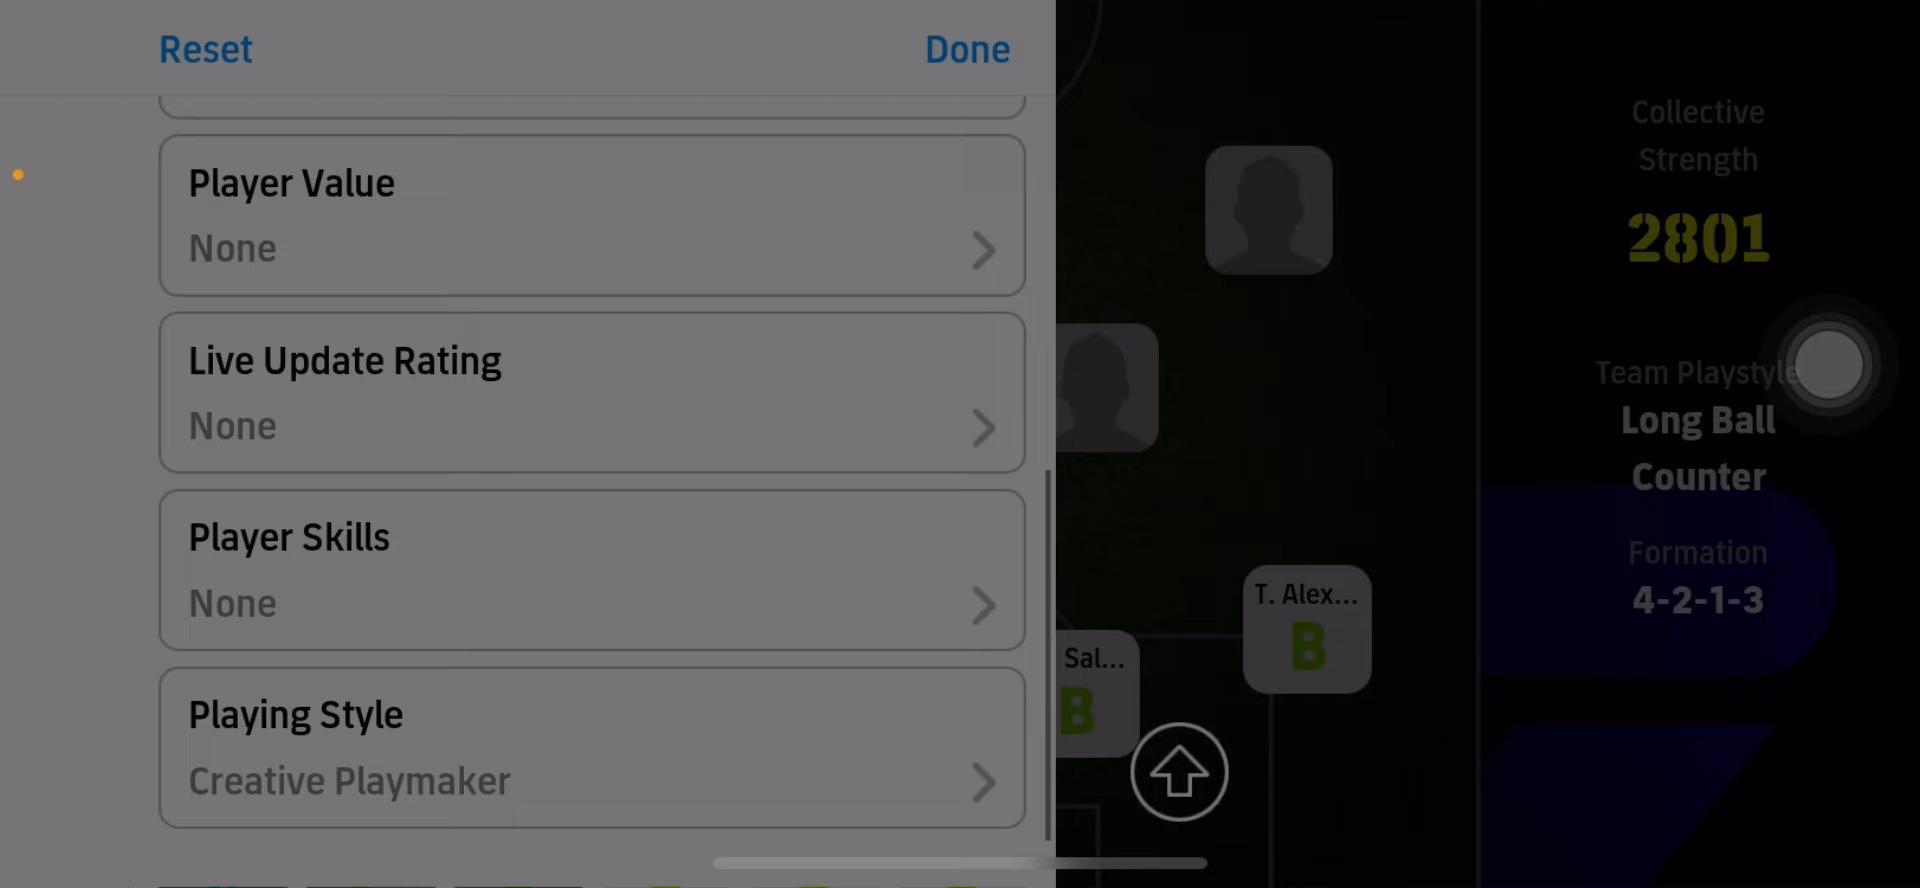 Reset
Done
Player Value
None
Live Update Rating
None
Player Skills
None
Playing Style
Creative Playmaker
Sal...
B
T. Alex...
B
Collective
Strength
2801
Team Playstyle
Long Ball
Counter
Formation
4-2-1-3